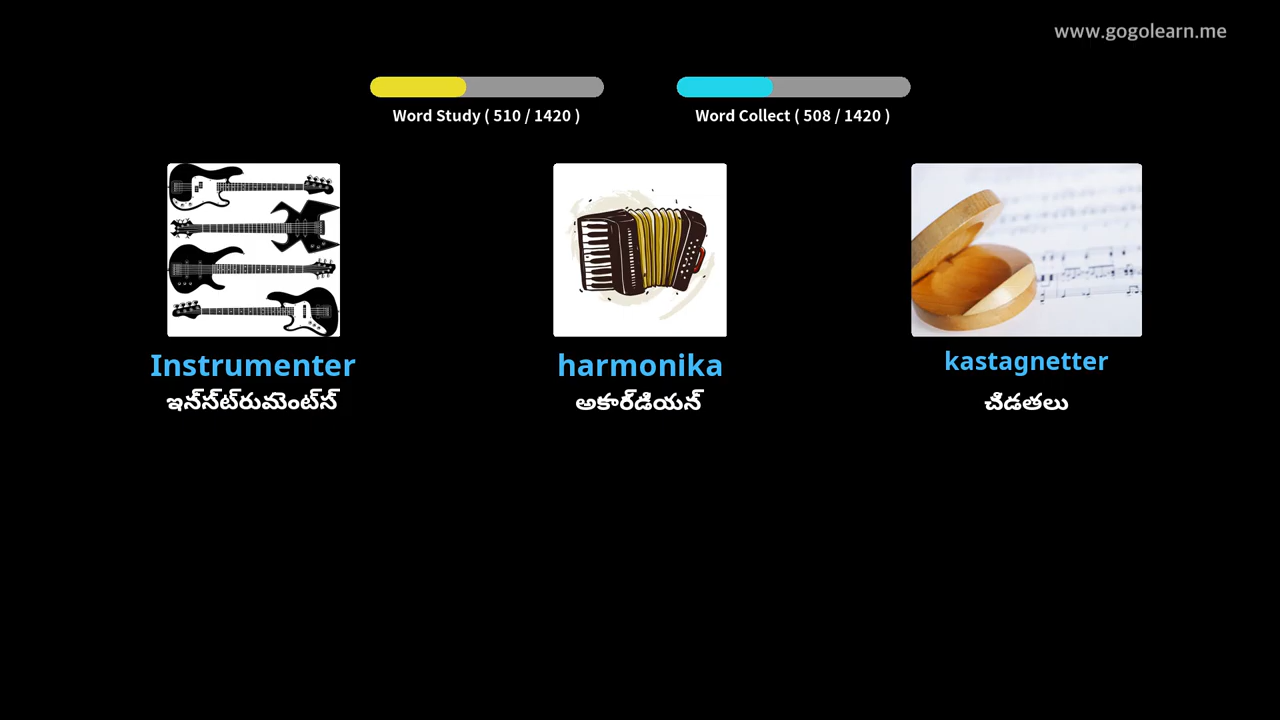 www.gogolearn.me
Word Study ( 510 / 1420 )
Word Collect ( 508 / 1420 )
Instrumenter
harmonika
kastagnetter
ఇన్‌స్ట్‌రుమెంట్‌స్
అకార్‌డియన్
చిడతలు